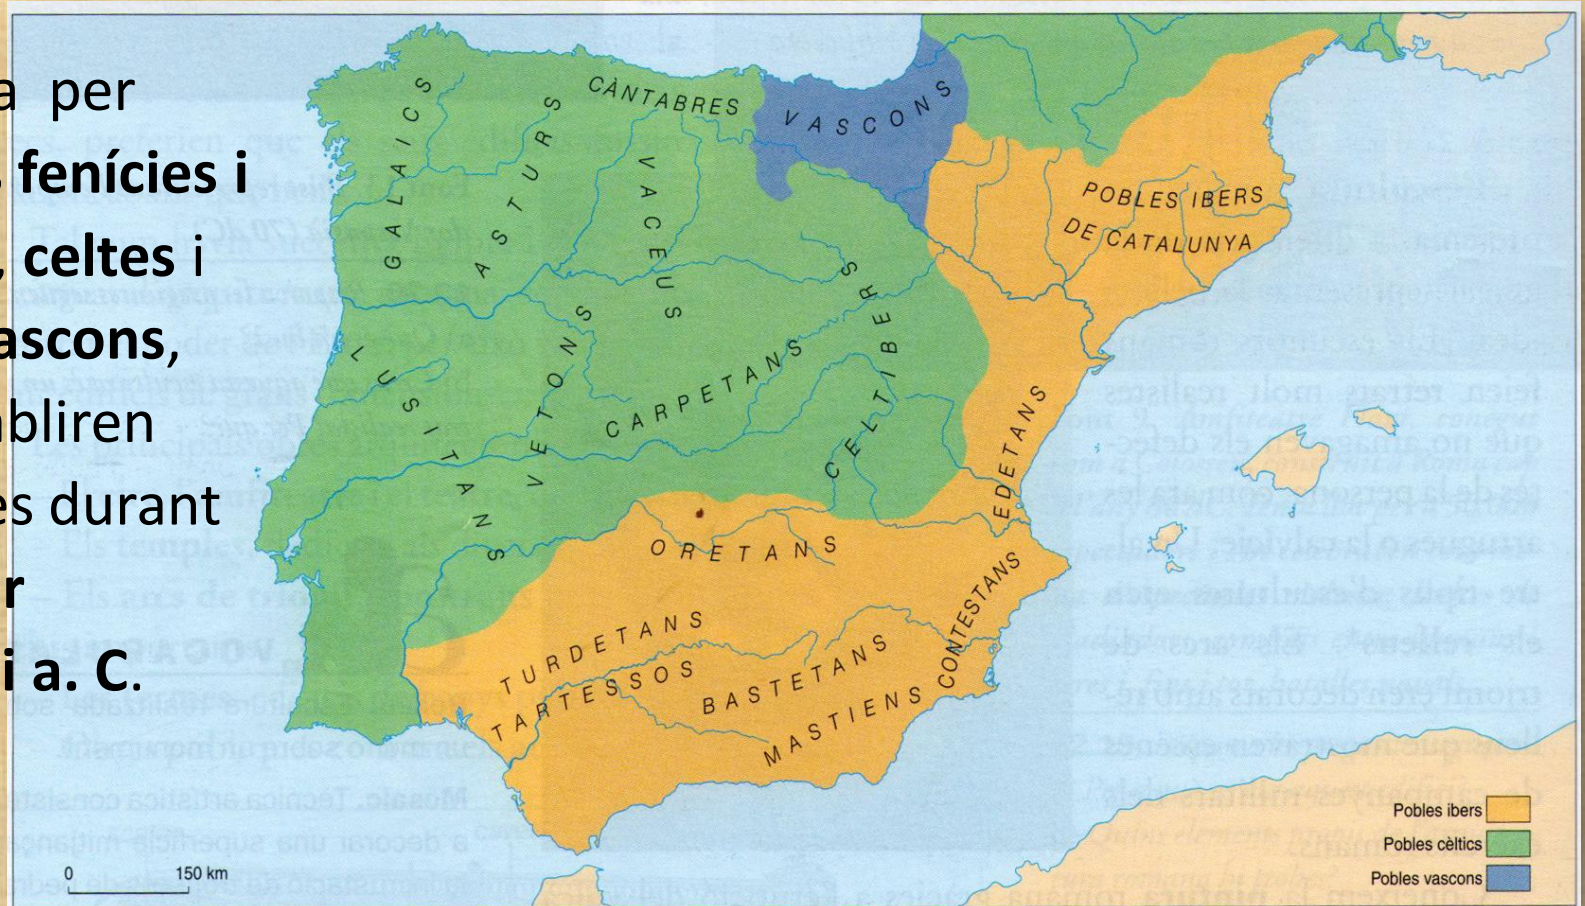 a per
fenícies i
, celtes i
ascons,
bliren
es durant
r
i a. C.
CÀNTABRES
VASCONS
GALAICS
ASTURS
VACEUS
POBLES IBERS
DE CATALUNYA
LUSITANS
VETONS
CARPETANS
CELTIBERS
EDETANS
ORETANS
CONTESTANS
TURDETANS
TARTESSOS
BASTETANS
MASTIENS
Pobles ibers
Pobles cèltics
Pobles vascons
0 150 km